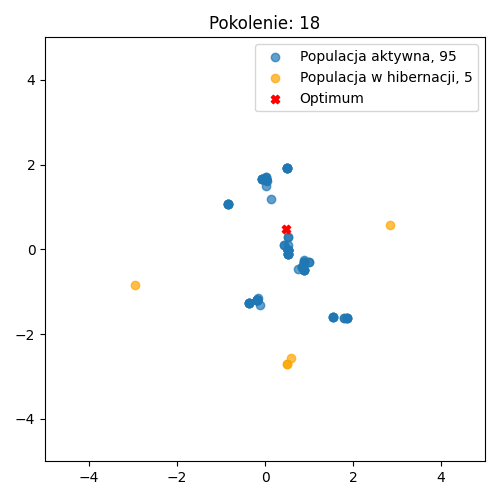 Pokolenie: 18
Populacja aktywna, 95
Populacja w hibernacji, 5
Optimum
4
2
0
−2
−4
−4 −2 0 2 4